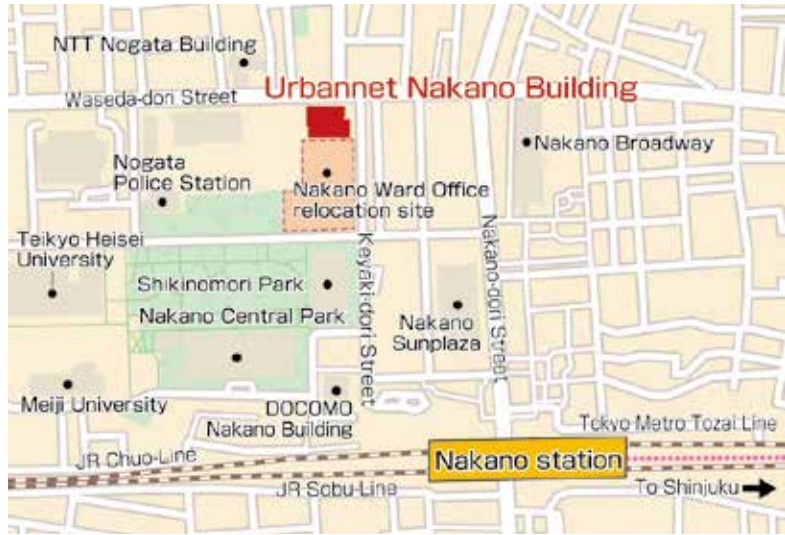 NTT Nogata Building
Urbannet Nakano Building
Waseda-don Street
Nakano Broadway
Nogata
Police Station
Nakano Ward Office
relocation site
Teikyo Heisei
University
Keyaki-dori Street
Nakano-dori Street
Shikinomori Park
Nakano Central Park
Nakano
Sunplaza
Meiji University
DOCOMO
Nakano Building
Tokyo Metro Tozai Line
JR Chuo-Line
Nakano station
JR Sobu-Line
To Shinjuku